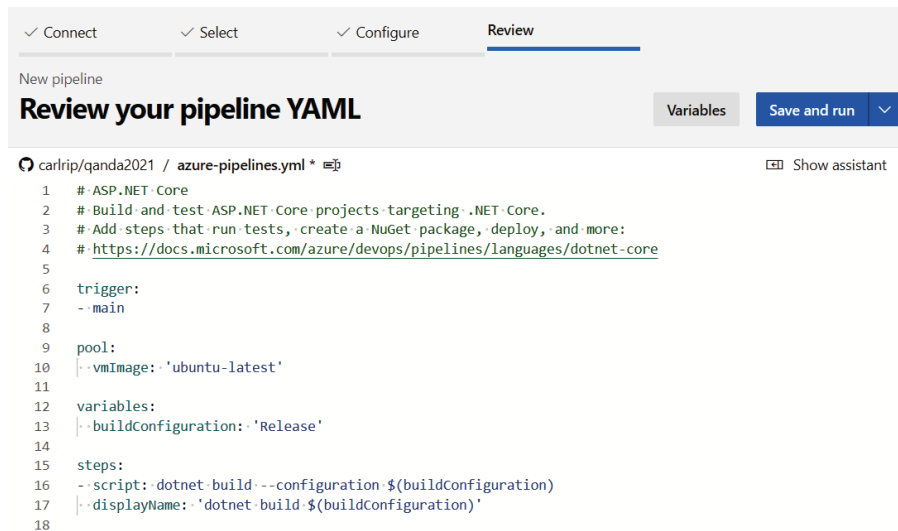 Connect Select Configure Review
New pipeline
Review your pipeline YAML
Variables Save and run
carlrip/qanda2021 / azure-pipelines.yml * Show assistant
1 # ASP.NET Core
2 # Build and test ASP.NET Core projects targeting .NET Core.
3 # Add steps that run tests, create a NuGet package, deploy, and more:
4 # https://docs.microsoft.com/azure/devops/pipelines/languages/dotnet-core
5
6 trigger:
7 - main
8
9 pool:
10   vmImage: 'ubuntu-latest'
11
12 variables:
13   buildConfiguration: 'Release'
14
15 steps:
16 - script: dotnet build --configuration $(buildConfiguration)
17   displayName: 'dotnet build $(buildConfiguration)'
18